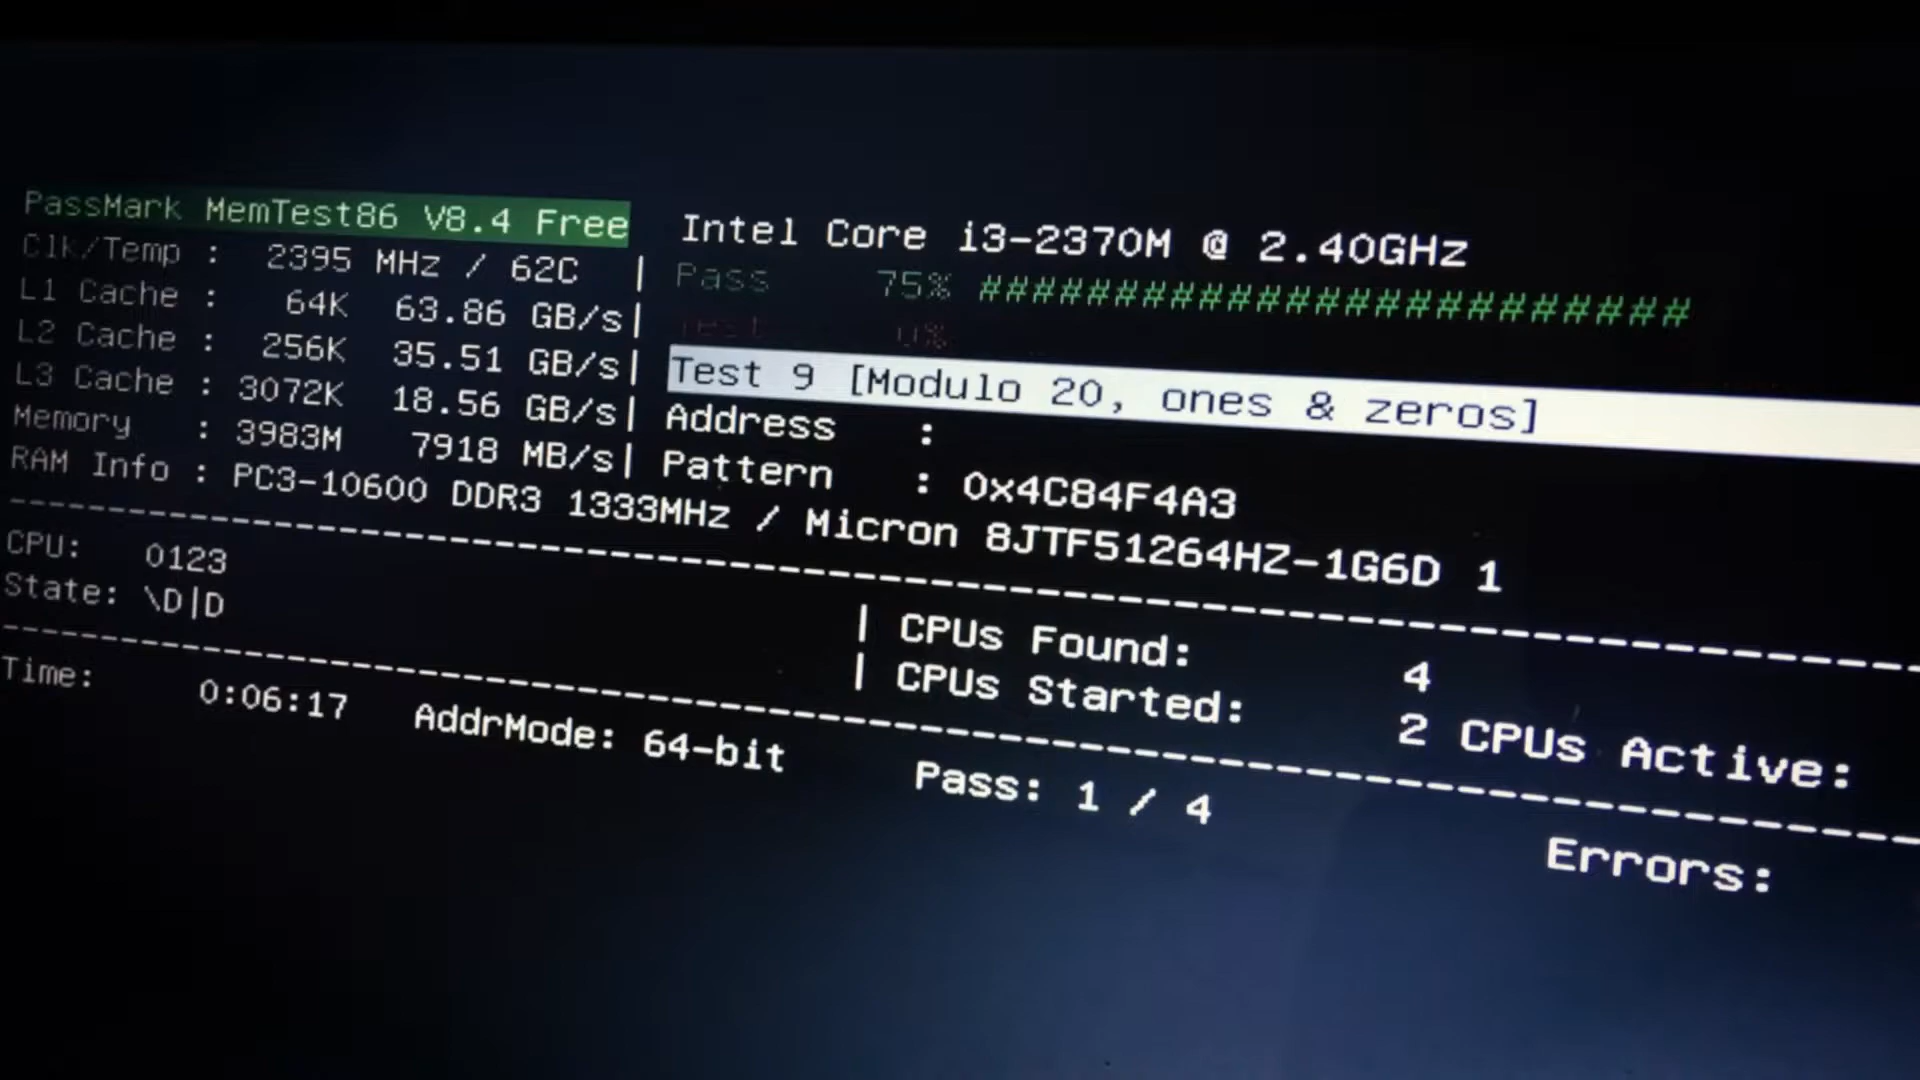 PassMark MemTest86 V8.4 Free Intel Core i3-2370M @ 2.40GHz
Clk/Temp : 2395 MHz / 62C | Pass 75% ###########################
L1 Cache : 64K 63.86 GB/s| Test 0%
L2 Cache : 256K 35.51 GB/s| Test 9 [Modulo 20, ones & zeros]
L3 Cache : 3072K 18.56 GB/s| Address :
Memory : 3983M 7918 MB/s| Pattern : 0x4C84F4A3
RAM Info : PC3-10600 DDR3 1333MHz / Micron 8JTF51264HZ-1G6D 1
CPU: 0123 | CPUs Found: 4
State: \D|D | CPUs Started: 2 CPUs Active:
Time: 0:06:17 AddrMode: 64-bit Pass: 1 / 4 Errors: